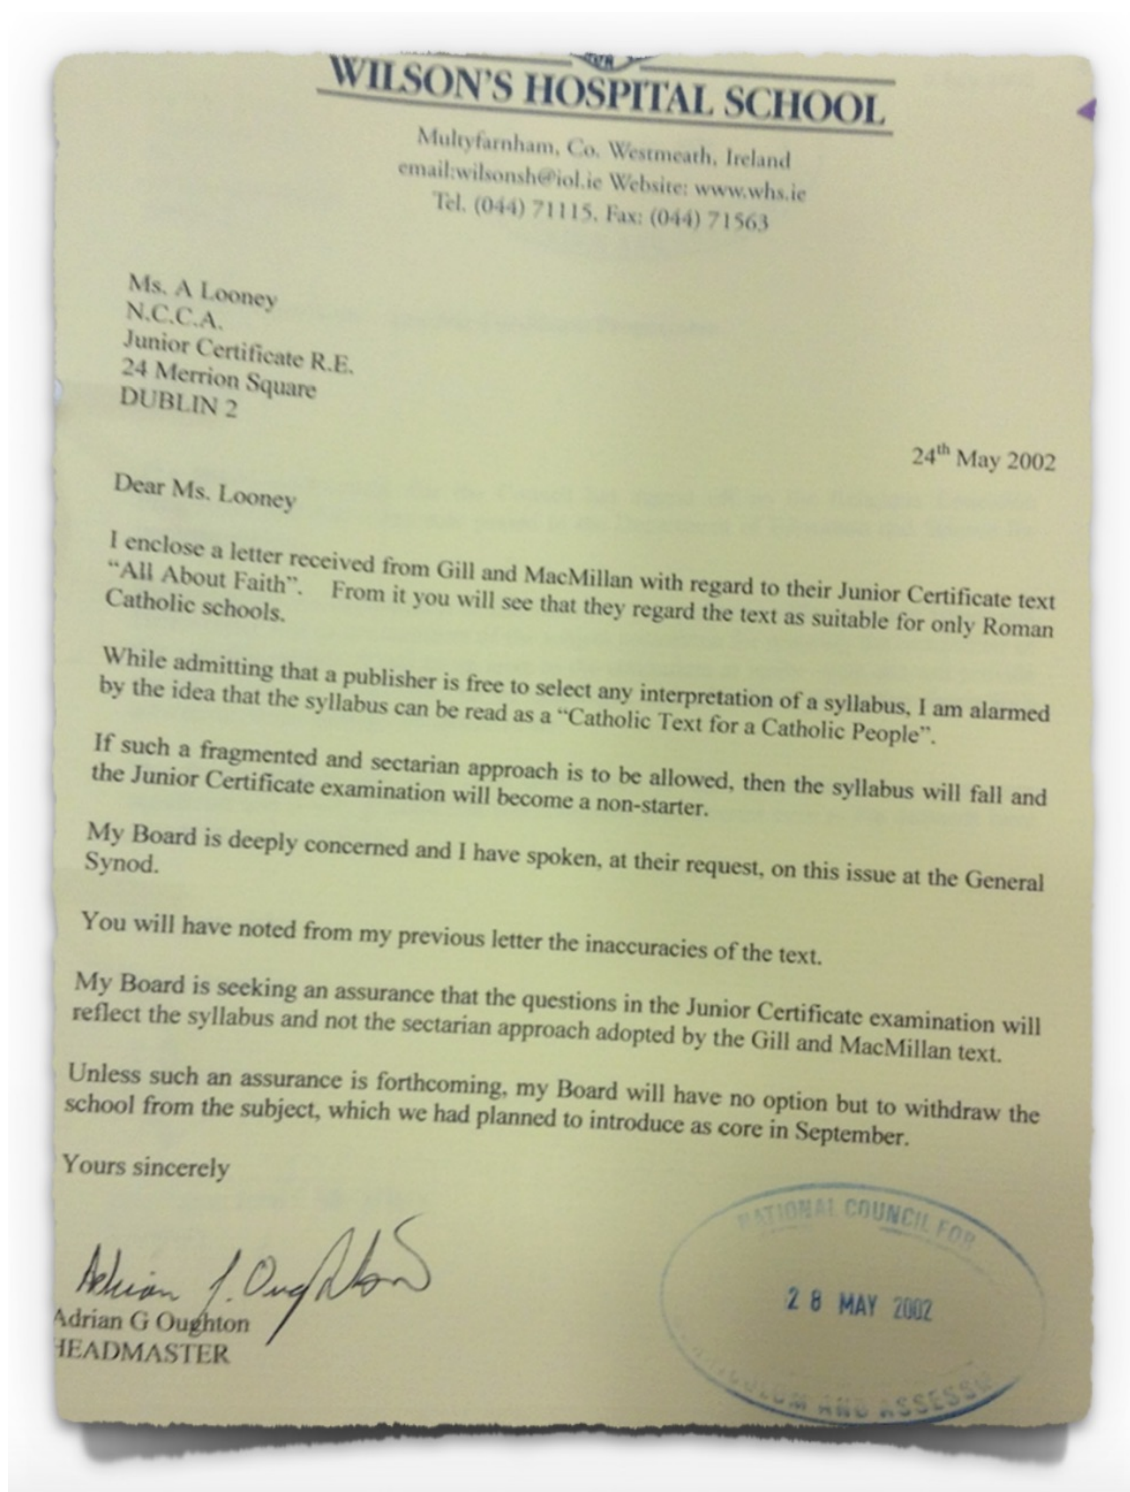 WILSON'S HOSPITAL SCHOOL
Multyfarnham, Co. Westmeath, Ireland
email:wilsonsh@iol.ie Website: www.whs.ie
Tel. (044) 71115. Fax: (044) 71563
Ms. A Looney
N.C.C.A.
Junior Certificate R.E.
24 Merrion Square
DUBLIN 2
24th May 2002
Dear Ms. Looney
I enclose a letter received from Gill and MacMillan with regard to their Junior Certificate text
“All About Faith”. From it you will see that they regard the text as suitable for only Roman
Catholic schools.
While admitting that a publisher is free to select any interpretation of a syllabus, I am alarmed
by the idea that the syllabus can be read as a “Catholic Text for a Catholic People”.
If such a fragmented and sectarian approach is to be allowed, then the syllabus will fall and
the Junior Certificate examination will become a non-starter.
My Board is deeply concerned and I have spoken, at their request, on this issue at the General
Synod.
You will have noted from my previous letter the inaccuracies of the text.
My Board is seeking an assurance that the questions in the Junior Certificate examination will
reflect the syllabus and not the sectarian approach adopted by the Gill and MacMillan text.
Unless such an assurance is forthcoming, my Board will have no option but to withdraw the
school from the subject, which we had planned to introduce as core in September.
Yours sincerely
Adrian G. Oughton
Adrian G Oughton
HEADMASTER
NATIONAL COUNCIL FOR
28 MAY 2002
AND ASSESSM